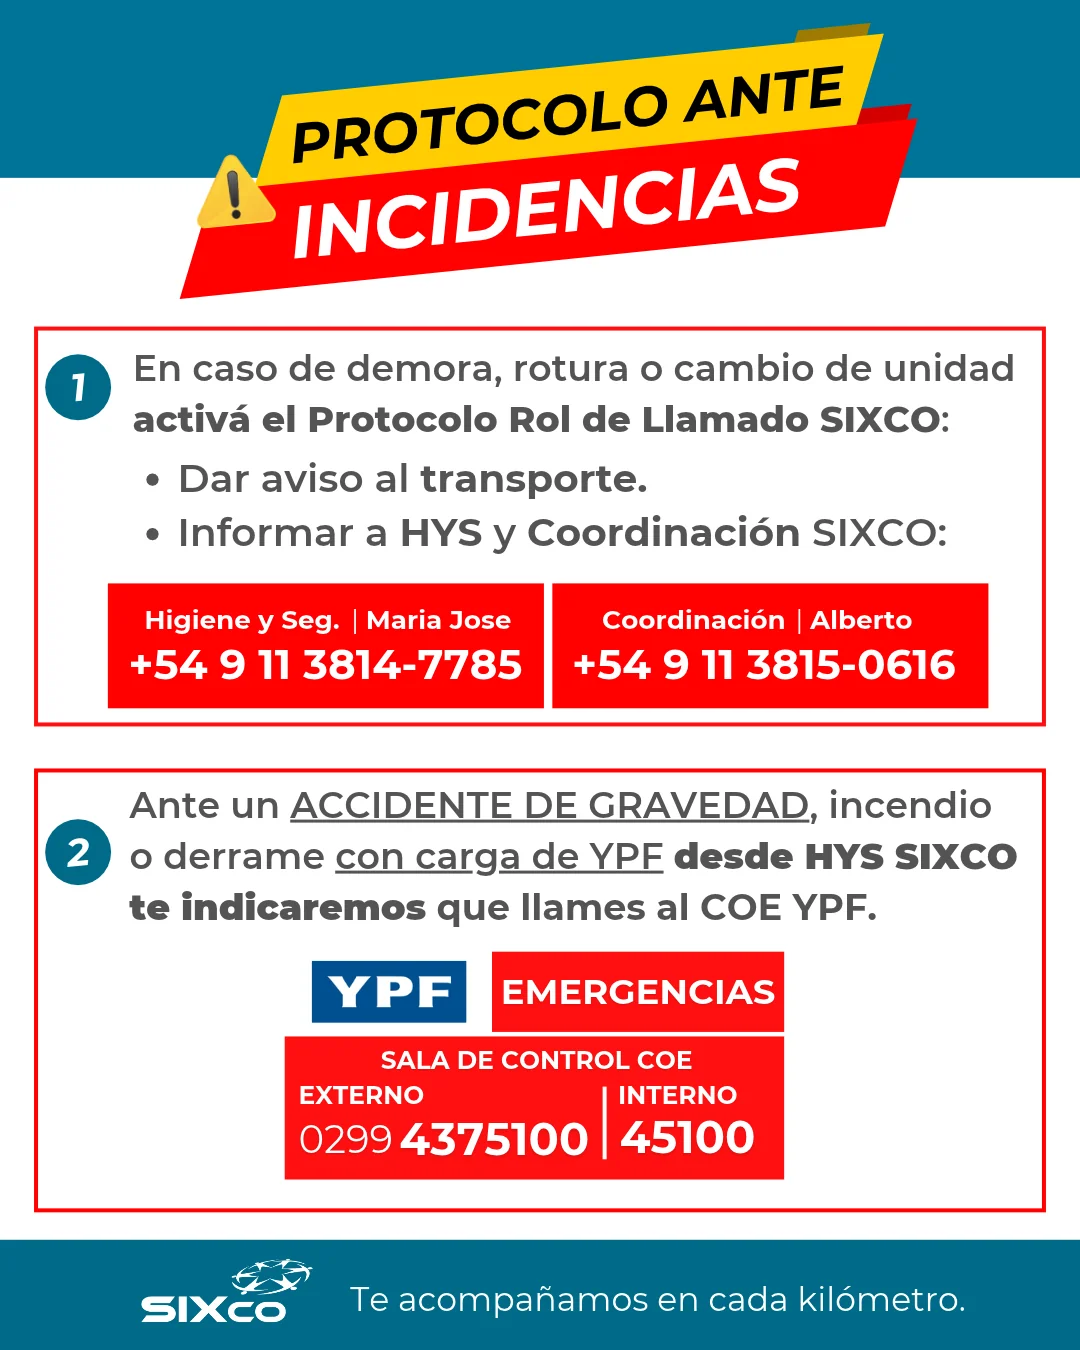 PROTOCOLO ANTE
INCIDENCIAS
1
En caso de demora, rotura o cambio de unidad
activá el Protocolo Rol de Llamado SIXCO:
• Dar aviso al transporte.
• Informar a HYS y Coordinación SIXCO:
Higiene y Seg. | Maria Jose
+54 9 11 3814-7785
Coordinación | Alberto
+54 9 11 3815-0616
2
Ante un ACCIDENTE DE GRAVEDAD, incendio
o derrame con carga de YPF desde HYS SIXCO
te indicaremos que llames al COE YPF.
YPF
EMERGENCIAS
SALA DE CONTROL COE
EXTERNO
0299 4375100
INTERNO
45100
SIXCO
Te acompañamos en cada kilómetro.